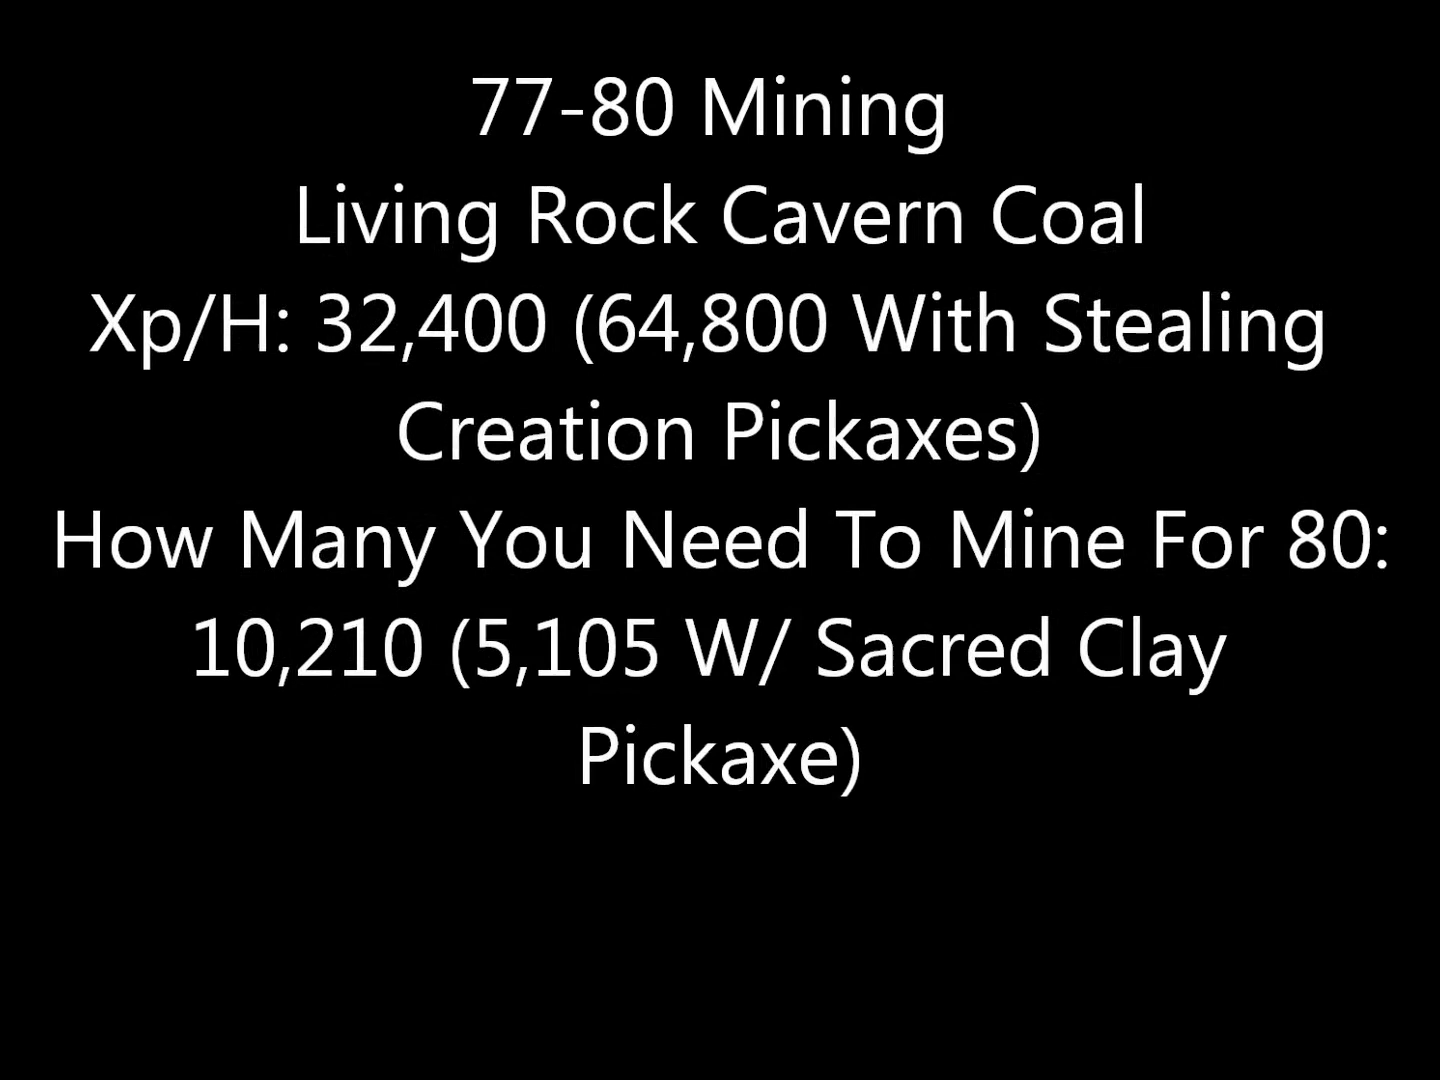 77-80 Mining
Living Rock Cavern Coal
Xp/H: 32,400 (64,800 With Stealing
Creation Pickaxes)
How Many You Need To Mine For 80:
10,210 (5,105 W/ Sacred Clay
Pickaxe)